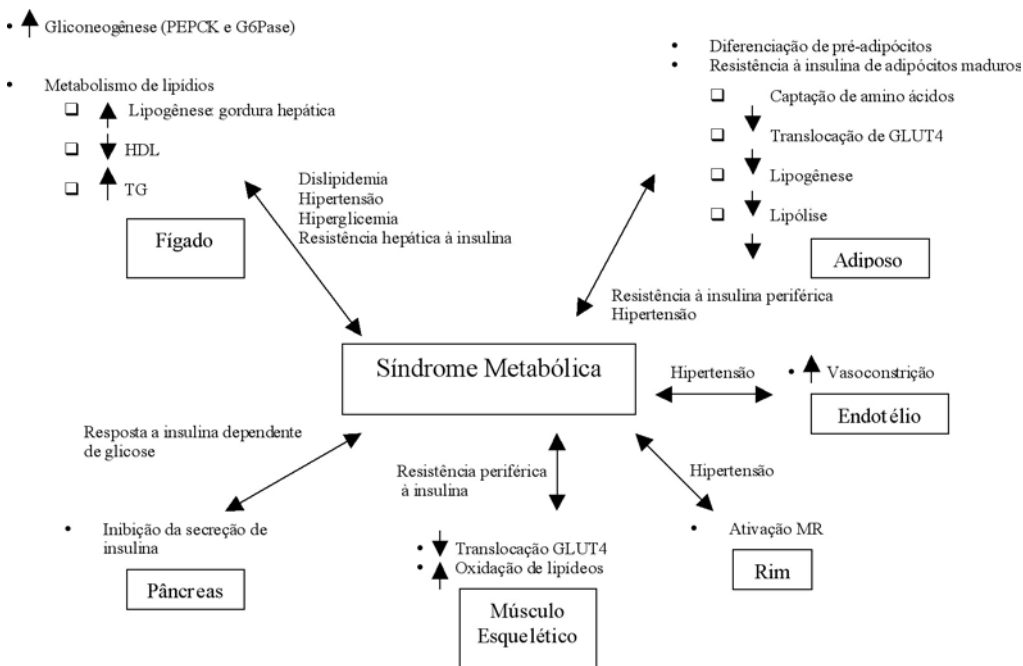 Gliconeogênese (PEPCK e G6Pase)
Metabolismo de lipídios
Lipogênese: gordura hepática
HDL
TG
Fígado
Dislipidemia
Hipertensão
Hiperglicemia
Resistência hepática à insulina
Diferenciação de pré-adipócitos
Resistência à insulina de adipócitos maduros
Captação de amino ácidos
Translocação de GLUT4
Lipogênese
Lipólise
Adiposo
Resistência à insulina periférica
Hipertensão
Síndrome Metabólica
Hipertensão
Vasoconstrição
Endotélio
Resposta a insulina dependente
de glicose
Inibição da secreção de
insulina
Pâncreas
Resistência periférica
à insulina
Translocação GLUT4
Oxidação de lipídeos
Músculo
Esquelético
Hipertensão
Ativação MR
Rim